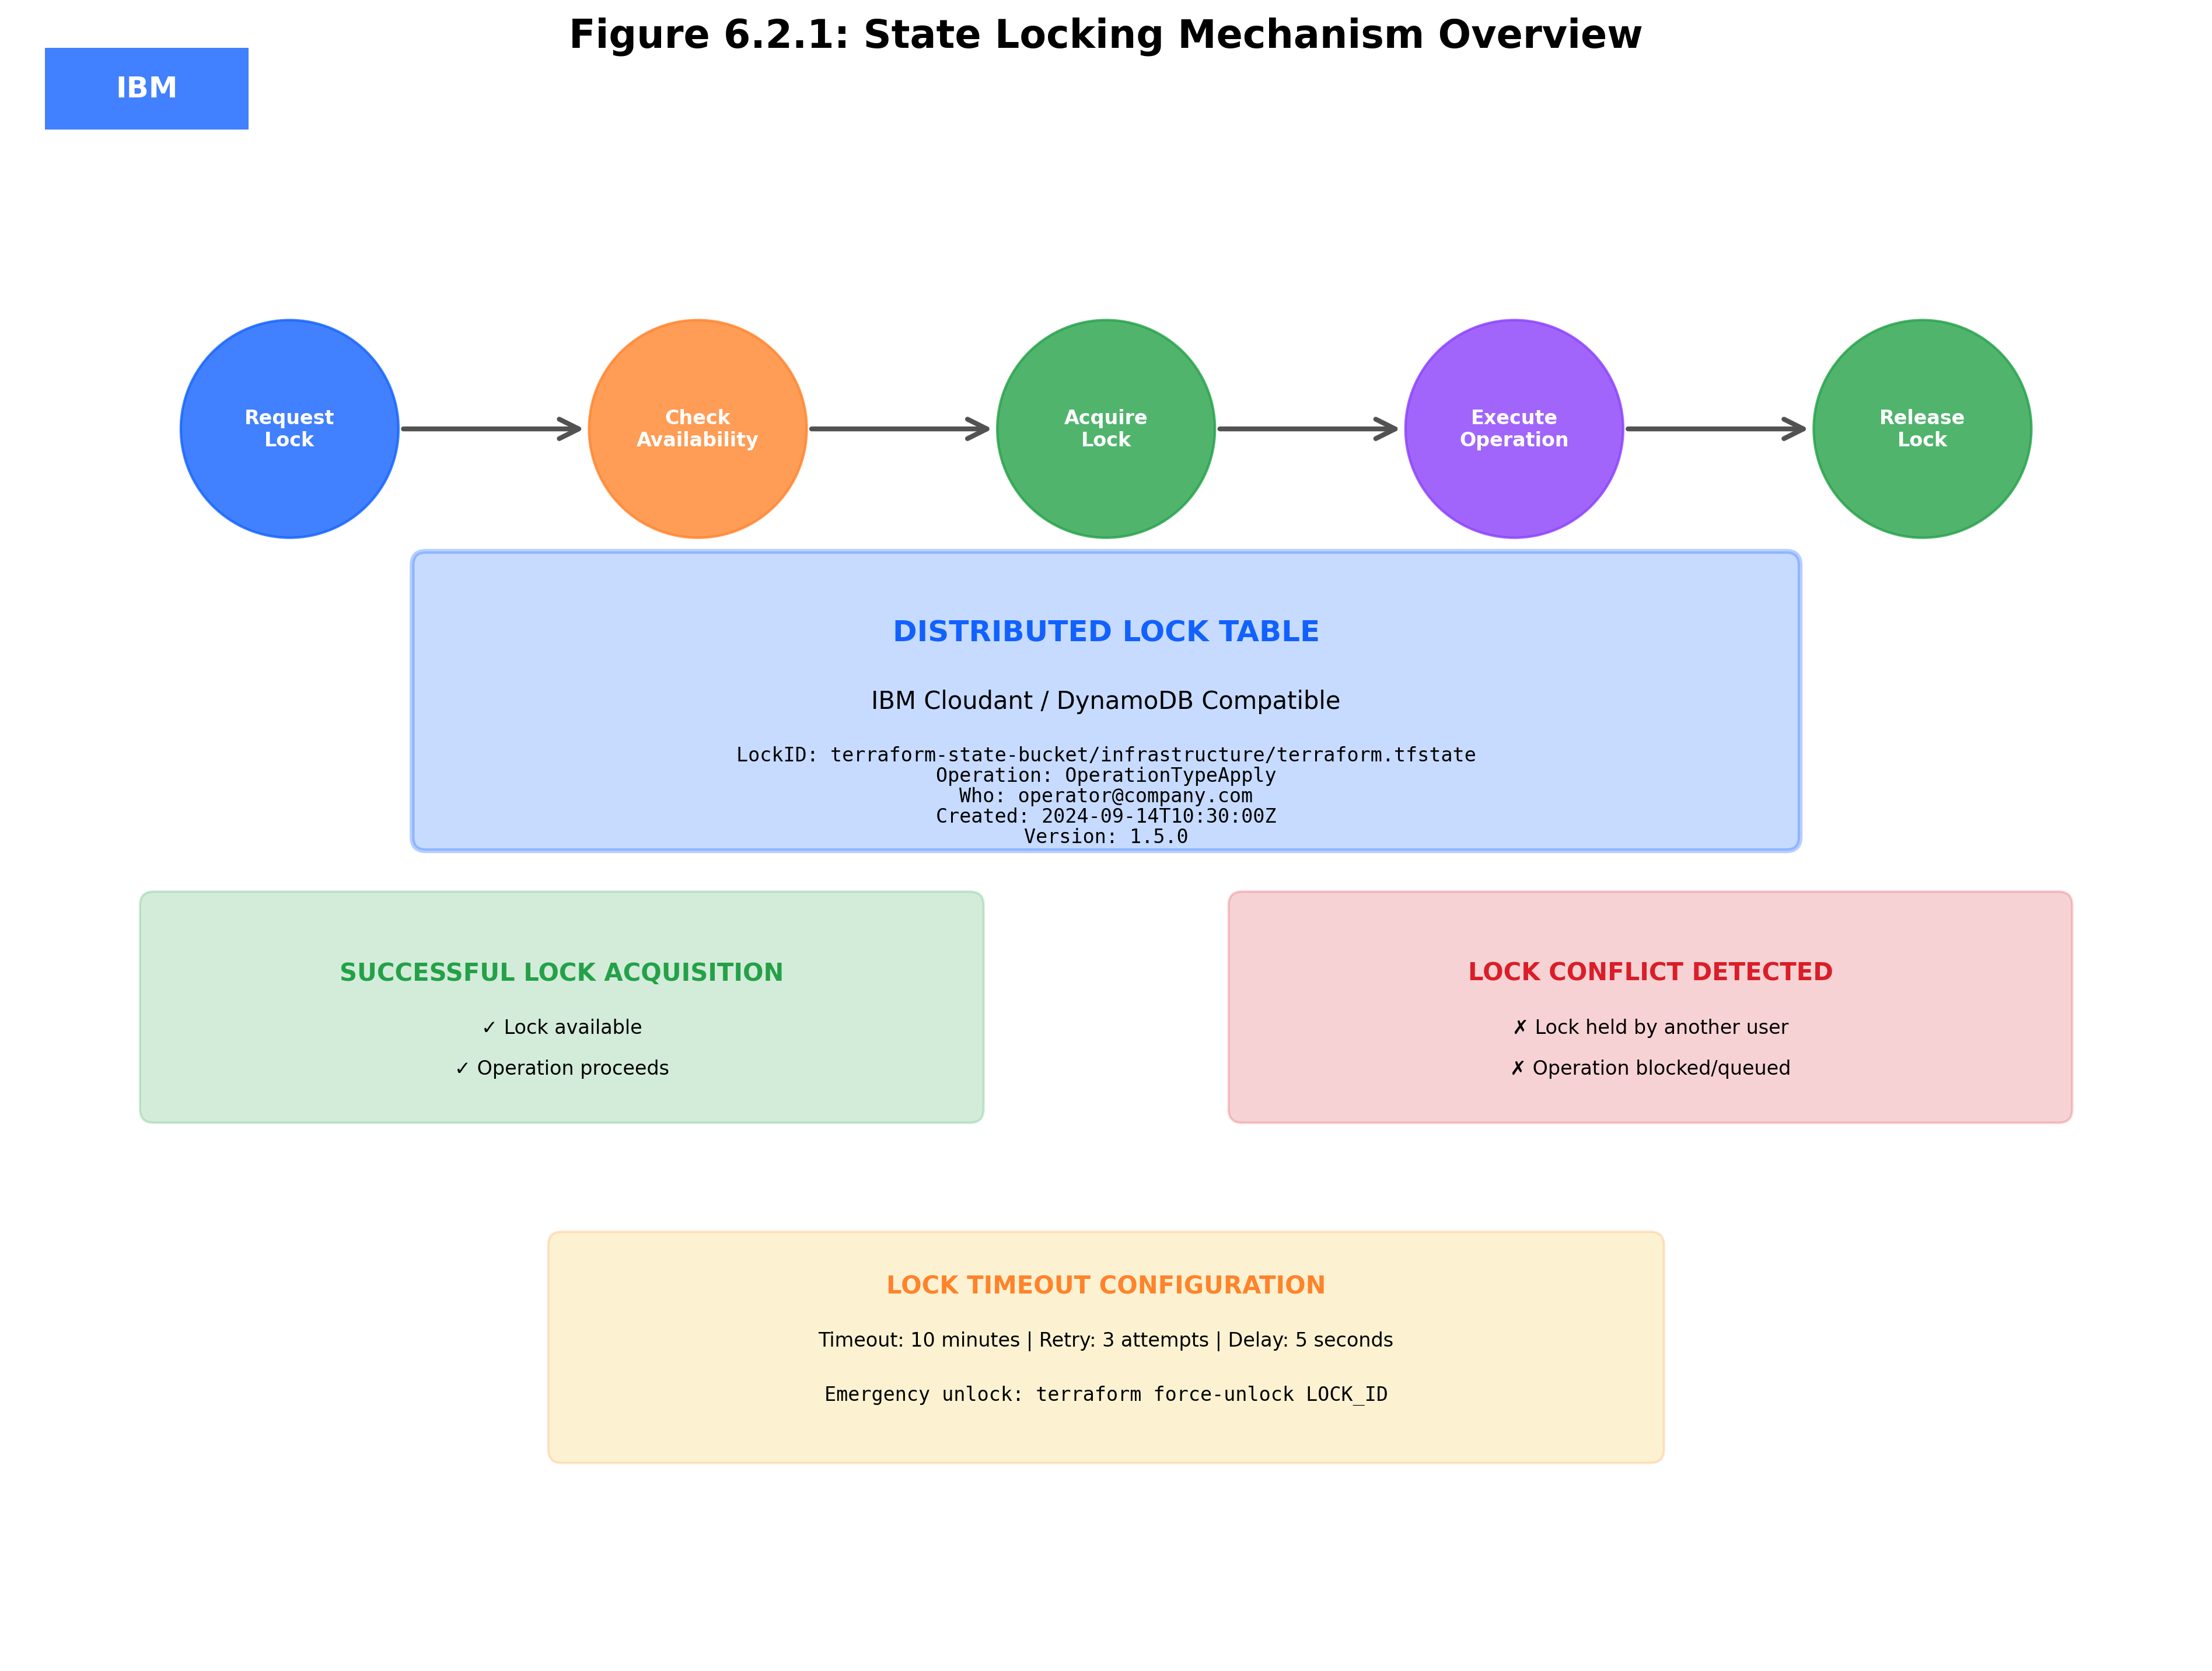 Figure 6.2.1: State Locking Mechanism Overview
IBM
Request
Lock
Check
Availability
Acquire
Lock
Execute
Operation
Release
Lock
DISTRIBUTED LOCK TABLE
IBM Cloudant / DynamoDB Compatible
LockID: terraform-state-bucket/infrastructure/terraform.tfstate
Operation: OperationTypeApply
Who: operator@company.com
Created: 2024-09-14T10:30:00Z
Version: 1.5.0
SUCCESSFUL LOCK ACQUISITION
✓ Lock available
✓ Operation proceeds
LOCK CONFLICT DETECTED
✗ Lock held by another user
✗ Operation blocked/queued
LOCK TIMEOUT CONFIGURATION
Timeout: 10 minutes | Retry: 3 attempts | Delay: 5 seconds
Emergency unlock: terraform force-unlock LOCK_ID